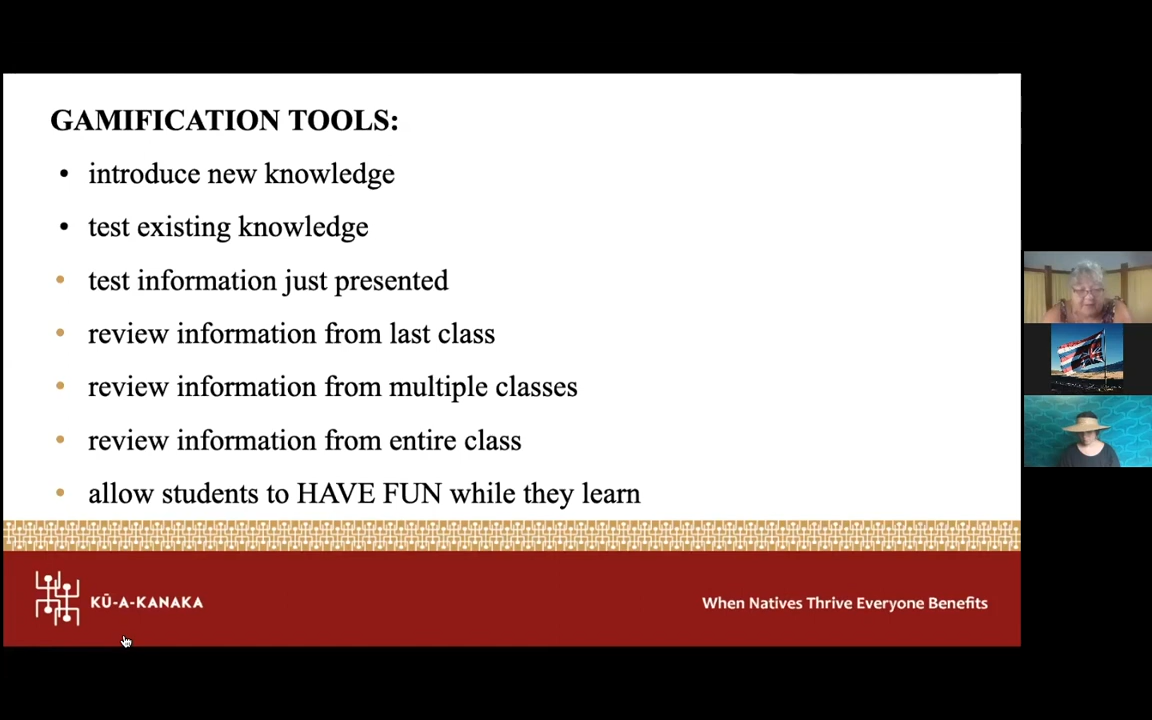 GAMIFICATION TOOLS:
• introduce new knowledge
• test existing knowledge
• test information just presented
• review information from last class
• review information from multiple classes
• review information from entire class
• allow students to HAVE FUN while they learn
KŪ-A-KANAKA
When Natives Thrive Everyone Benefits